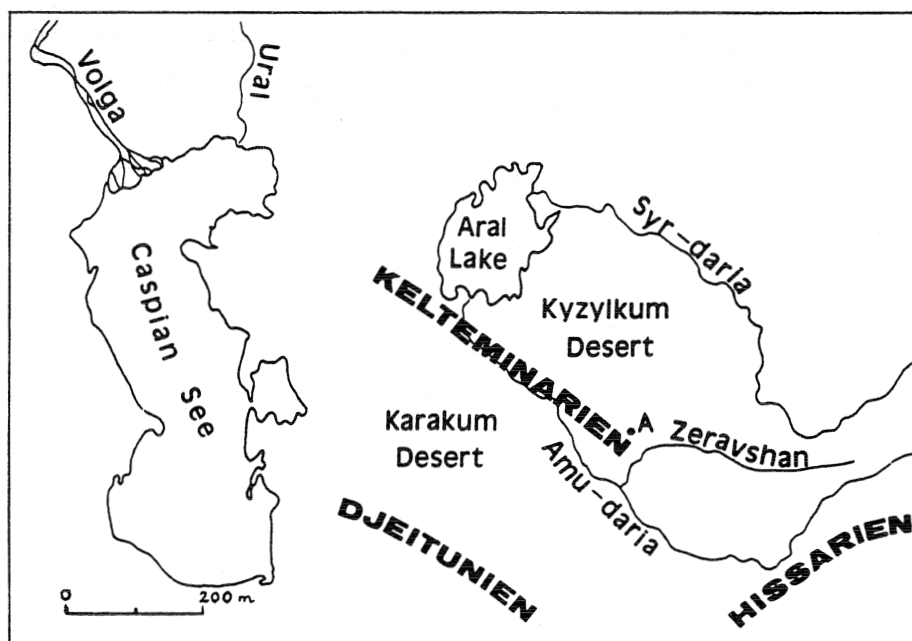 Volga
Ural
Aral
Lake
Syr-daria
Caspian See
KELTEMINARIEN
Kyzylkum
Desert
A
Karakum
Desert
Zeravshan
Amu-daria
DJEITUNIEN
HISSARIEN
0 200 m